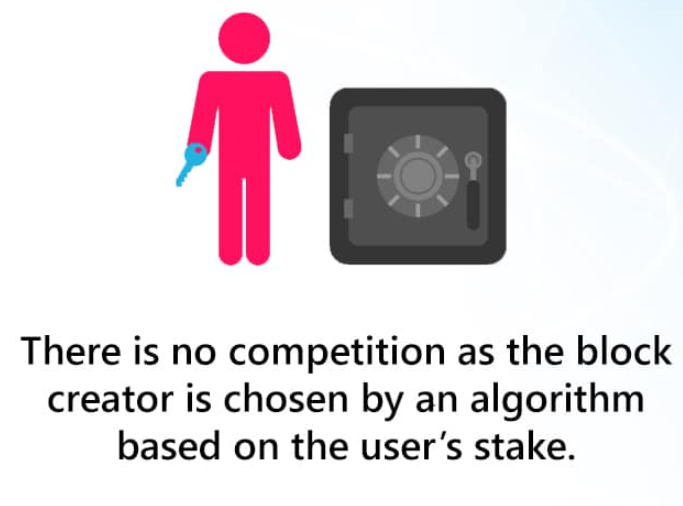 There is no competition as the block
creator is chosen by an algorithm
based on the user’s stake.